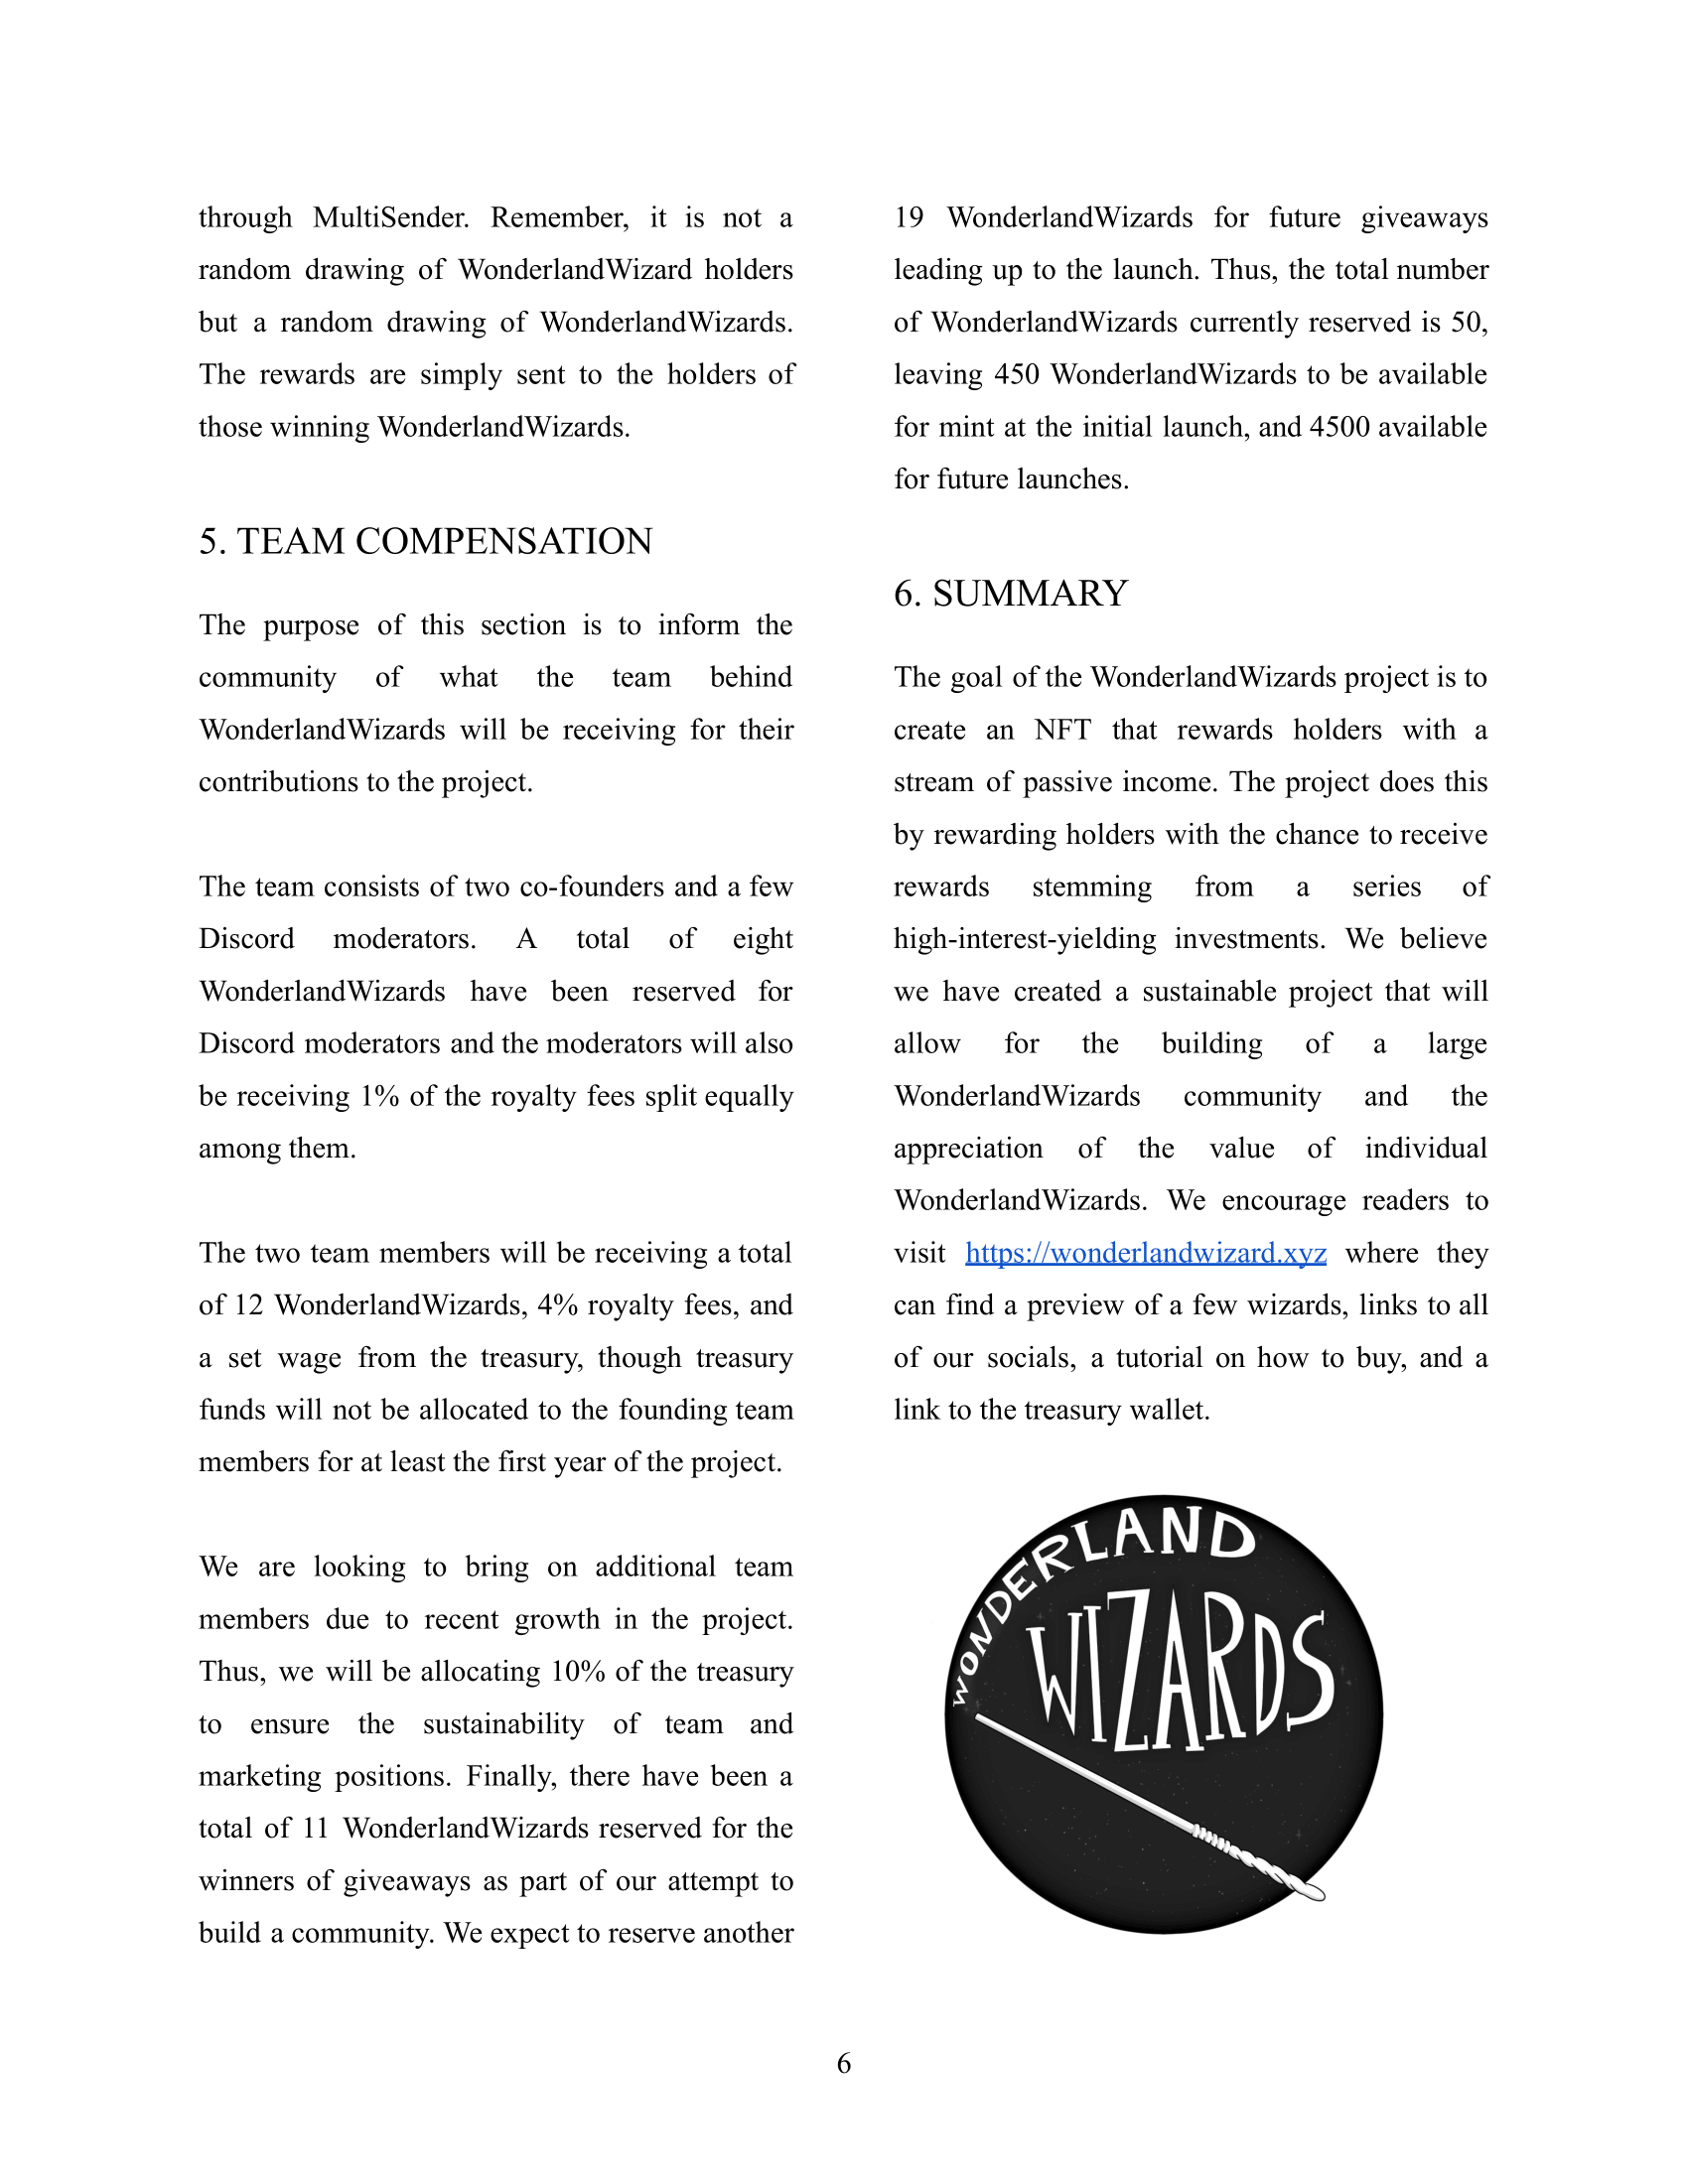 through MultiSender. Remember, it is not a
random drawing of WonderlandWizard holders
but a random drawing of WonderlandWizards.
The rewards are simply sent to the holders of
those winning WonderlandWizards.
5. TEAM COMPENSATION
The purpose of this section is to inform the
community of what the team behind
WonderlandWizards will be receiving for their
contributions to the project.
The team consists of two co-founders and a few
Discord moderators. A total of eight
WonderlandWizards have been reserved for
Discord moderators and the moderators will also
be receiving 1% of the royalty fees split equally
among them.
The two team members will be receiving a total
of 12 WonderlandWizards, 4% royalty fees, and
a set wage from the treasury, though treasury
funds will not be allocated to the founding team
members for at least the first year of the project.
We are looking to bring on additional team
members due to recent growth in the project.
Thus, we will be allocating 10% of the treasury
to ensure the sustainability of team and
marketing positions. Finally, there have been a
total of 11 WonderlandWizards reserved for the
winners of giveaways as part of our attempt to
build a community. We expect to reserve another
19 WonderlandWizards for future giveaways
leading up to the launch. Thus, the total number
of WonderlandWizards currently reserved is 50,
leaving 450 WonderlandWizards to be available
for mint at the initial launch, and 4500 available
for future launches.
6. SUMMARY
The goal of the WonderlandWizards project is to
create an NFT that rewards holders with a
stream of passive income. The project does this
by rewarding holders with the chance to receive
rewards stemming from a series of
high-interest-yielding investments. We believe
we have created a sustainable project that will
allow for the building of a large
WonderlandWizards community and the
appreciation of the value of individual
WonderlandWizards. We encourage readers to
visit https://wonderlandwizard.xyz where they
can find a preview of a few wizards, links to all
of our socials, a tutorial on how to buy, and a
link to the treasury wallet.
WONDERLAND
WIZARDS
6